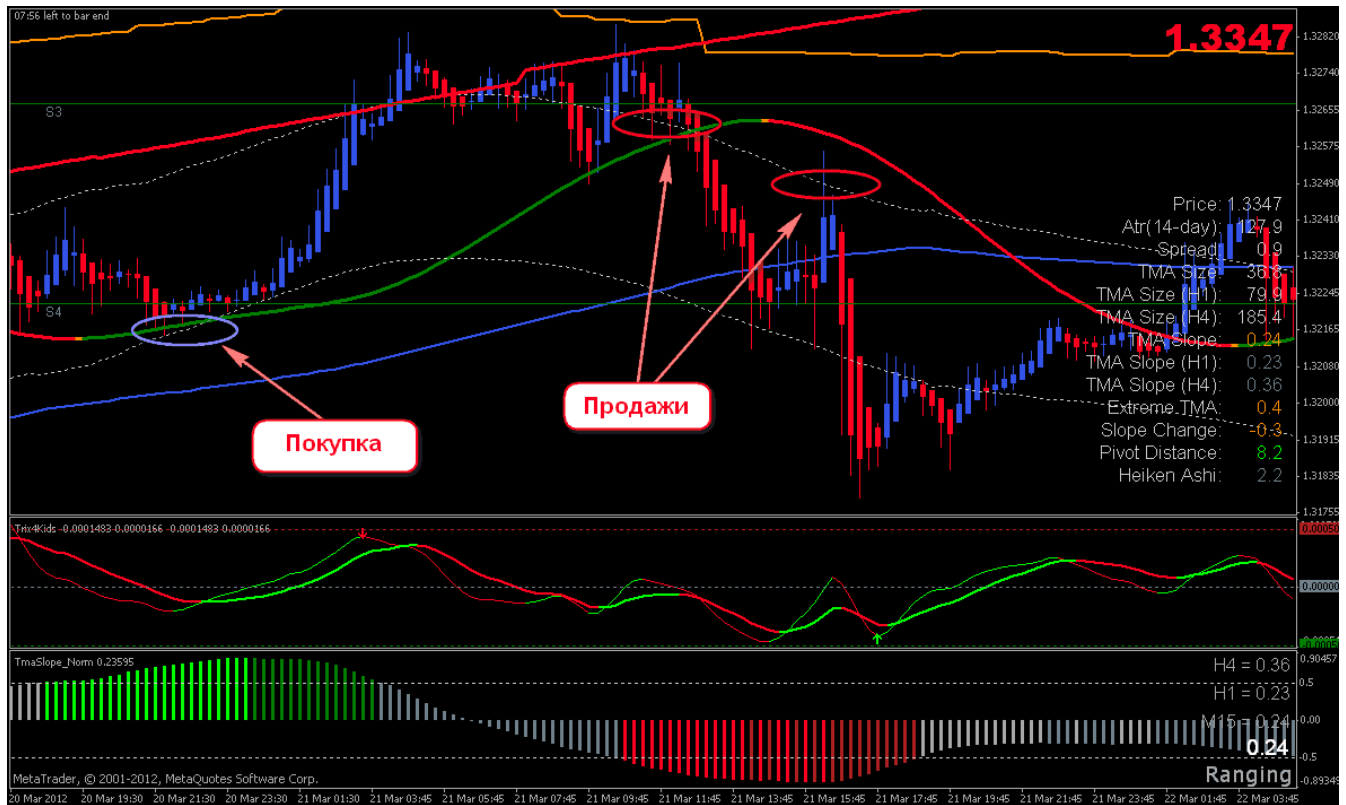 07:56 left to bar end
1.3347
1.32820
1.32740
S3
1.32655
1.32575
1.32490
Price: 1.3347
1.32410
Atr(14-day): 127.9
1.32330
Spread: 0.9
TMA Size: 36.8
1.32245
TMA Size (H1): 79.9
S4
TMA Size (H4): 185.4
1.32165
TMA Slope: 0.24
TMA Slope (H1): 0.23
1.32080
TMA Slope (H4): 0.36
Продажи
Extreme TMA: 0.4
1.32000
Slope Change: -0.3
Покупка
1.31915
Pivot Distance: 8.2
Heiken Ashi: 2.2
1.31835
1.31755
Trix4Kids -0.0001483 0.0000166 -0.0001483 0.0000166
0.00000
TmaSlope_Norm 0.23595
H4 = 0.36
0.90457
0.5
H1 = 0.23
M15 = 0.24
0.00
0.24
-0.5
Ranging
MetaTrader, © 2001-2012, MetaQuotes Software Corp.
20 Mar 2012 20 Mar 19:30 20 Mar 21:30 20 Mar 23:30 21 Mar 01:30 21 Mar 03:45 21 Mar 05:45 21 Mar 07:45 21 Mar 09:45 21 Mar 11:45 21 Mar 13:45 21 Mar 15:45 21 Mar 17:45 21 Mar 19:45 21 Mar 21:45 21 Mar 23:45 22 Mar 01:45 22 Mar 03:45